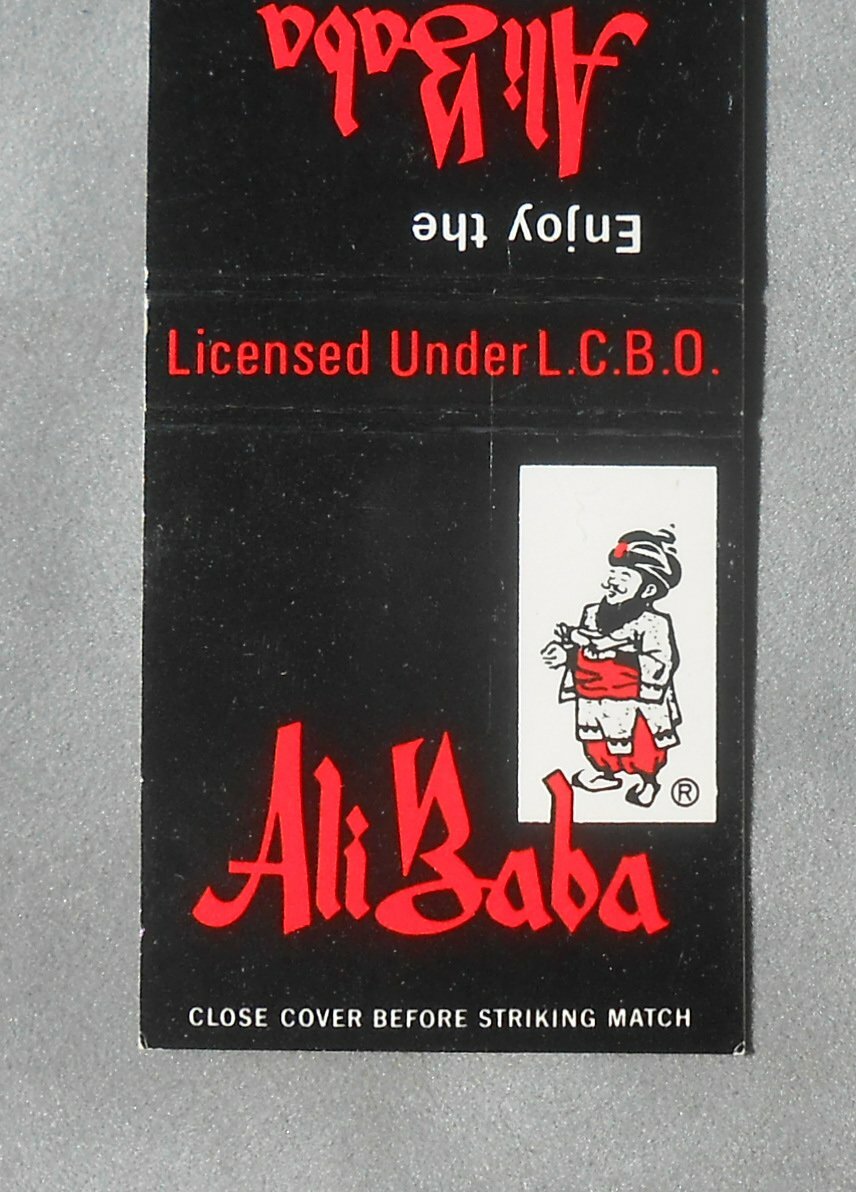 Enjoy the
Ali Baba
Licensed Under L.C.B.O.
®
Ali Baba
CLOSE COVER BEFORE STRIKING MATCH